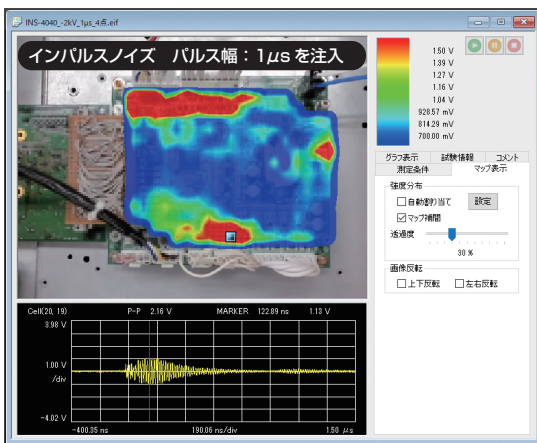 INS-4040_-2kV_1μs_4点.eif
インパルスノイズ パルス幅：1μsを注入
1.50 V
1.39 V
1.27 V
1.16 V
1.04 V
928.57 mV
814.29 mV
700.00 mV
グラフ表示 試験情報 コメント
測定条件 マップ表示
強度分布
自動割り当て 設定
マップ補間
透過度
30 %
画像反転
上下反転 左右反転
Cell(20, 19) P-P 2.16 V MARKER 122.89 ns 1.13 V
3.98 V
1.00 V
/div
-4.02 V
-400.35 ns 190.06 ns/div 1.50 μs